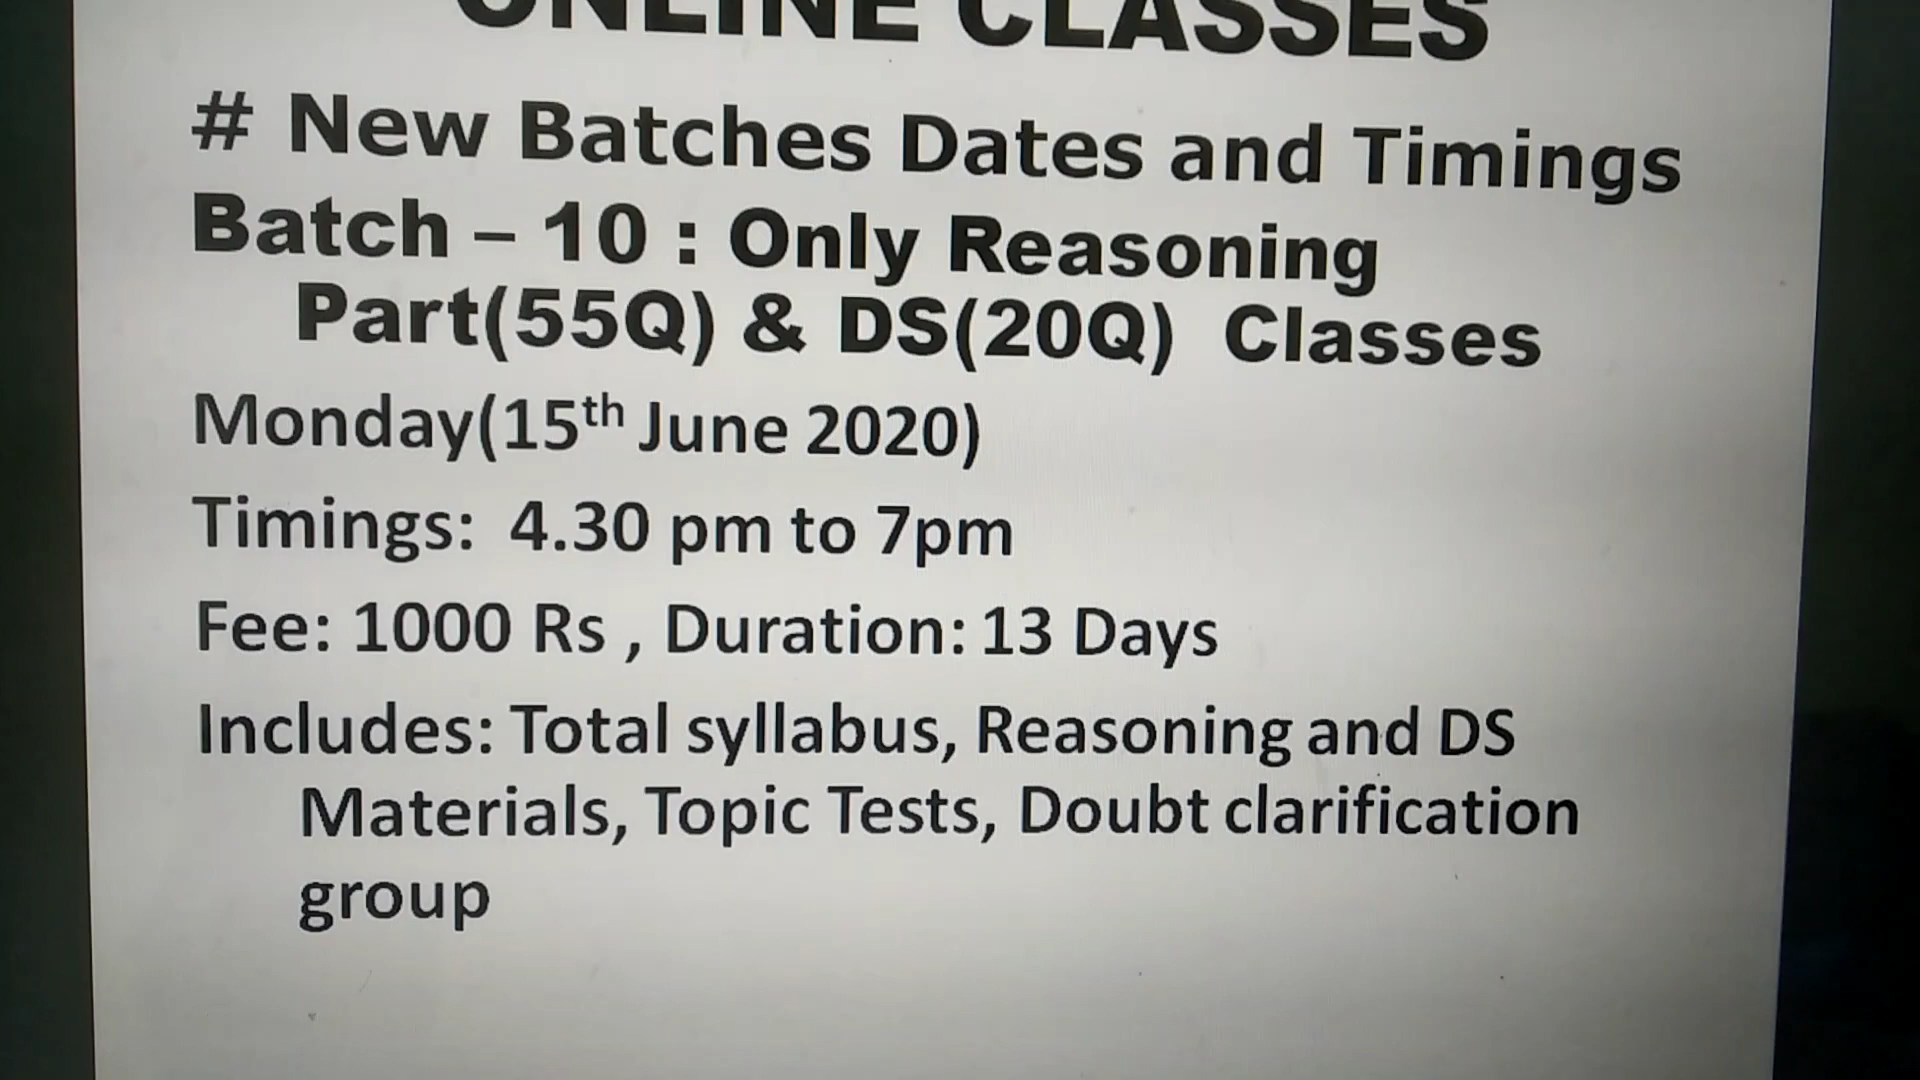 ONLINE CLASSES
# New Batches Dates and Timings
Batch – 10 : Only Reasoning
Part(55Q) & DS(20Q) Classes
Monday(15th June 2020)
Timings: 4.30 pm to 7pm
Fee: 1000 Rs , Duration: 13 Days
Includes: Total syllabus, Reasoning and DS
Materials, Topic Tests, Doubt clarification
group